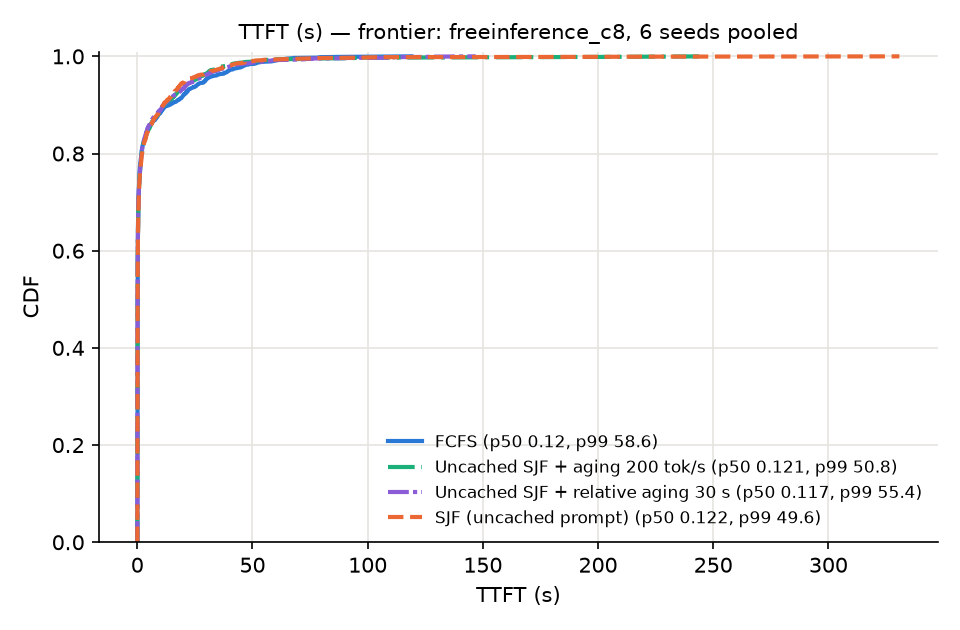 TTFT (s) — frontier: freeinference_c8, 6 seeds pooled
1.0
0.8
0.6
0.4
0.2
0.0
CDF
FCFS (p50 0.12, p99 58.6)
Uncached SJF + aging 200 tok/s (p50 0.121, p99 50.8)
Uncached SJF + relative aging 30 s (p50 0.117, p99 55.4)
SJF (uncached prompt) (p50 0.122, p99 49.6)
0 50 100 150 200 250 300
TTFT (s)